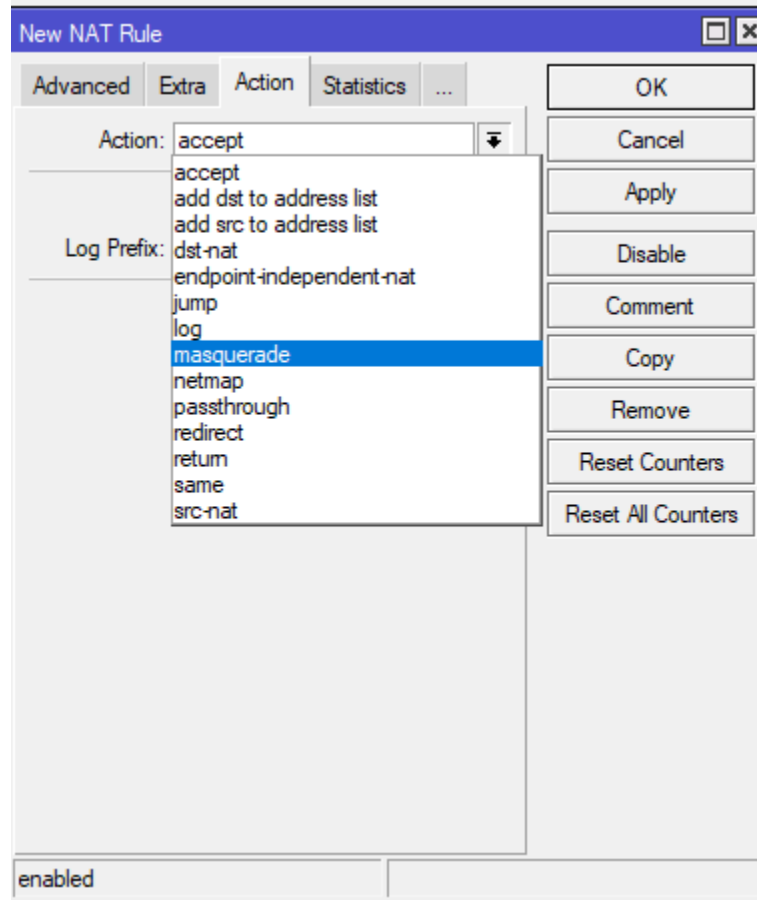 New NAT Rule
Advanced Extra Action Statistics ...
Action: accept
accept
add dst to address list
add src to address list
dst-nat
endpoint-independent-nat
jump
log
masquerade
netmap
passthrough
redirect
return
same
src-nat
Log Prefix:
OK
Cancel
Apply
Disable
Comment
Copy
Remove
Reset Counters
Reset All Counters
enabled